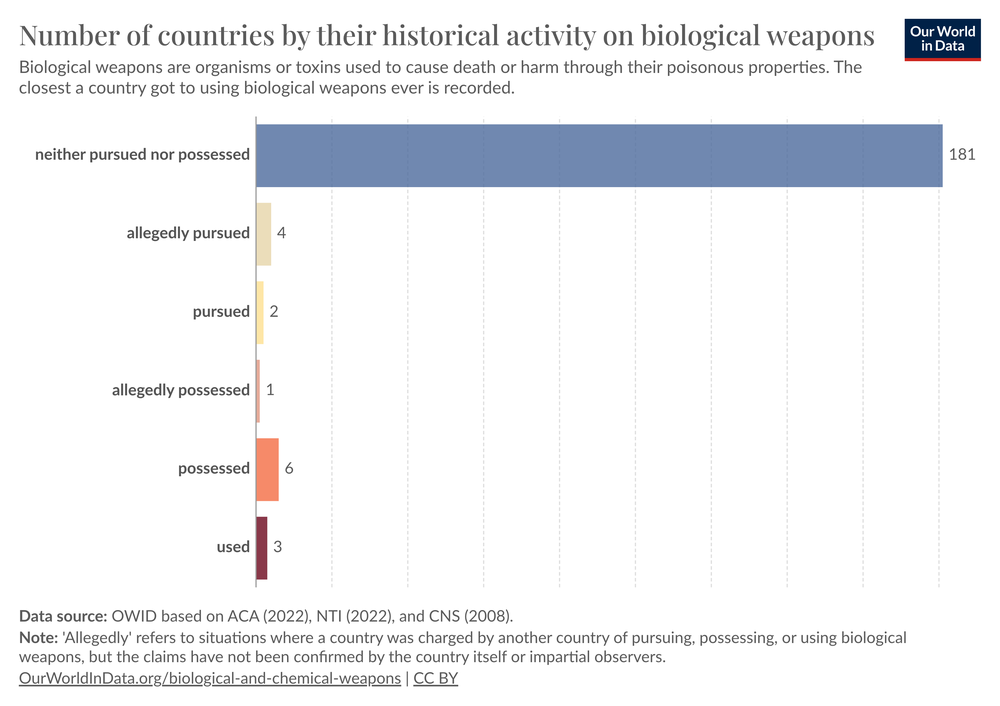 Number of countries by their historical activity on biological weapons
Our World
in Data
Biological weapons are organisms or toxins used to cause death or harm through their poisonous properties. The
closest a country got to using biological weapons ever is recorded.
neither pursued nor possessed 181
allegedly pursued 4
pursued 2
allegedly possessed 1
possessed 6
used 3
Data source: OWID based on ACA (2022), NTI (2022), and CNS (2008).
Note: 'Allegedly' refers to situations where a country was charged by another country of pursuing, possessing, or using biological
weapons, but the claims have not been confirmed by the country itself or impartial observers.
OurWorldInData.org/biological-and-chemical-weapons | CC BY